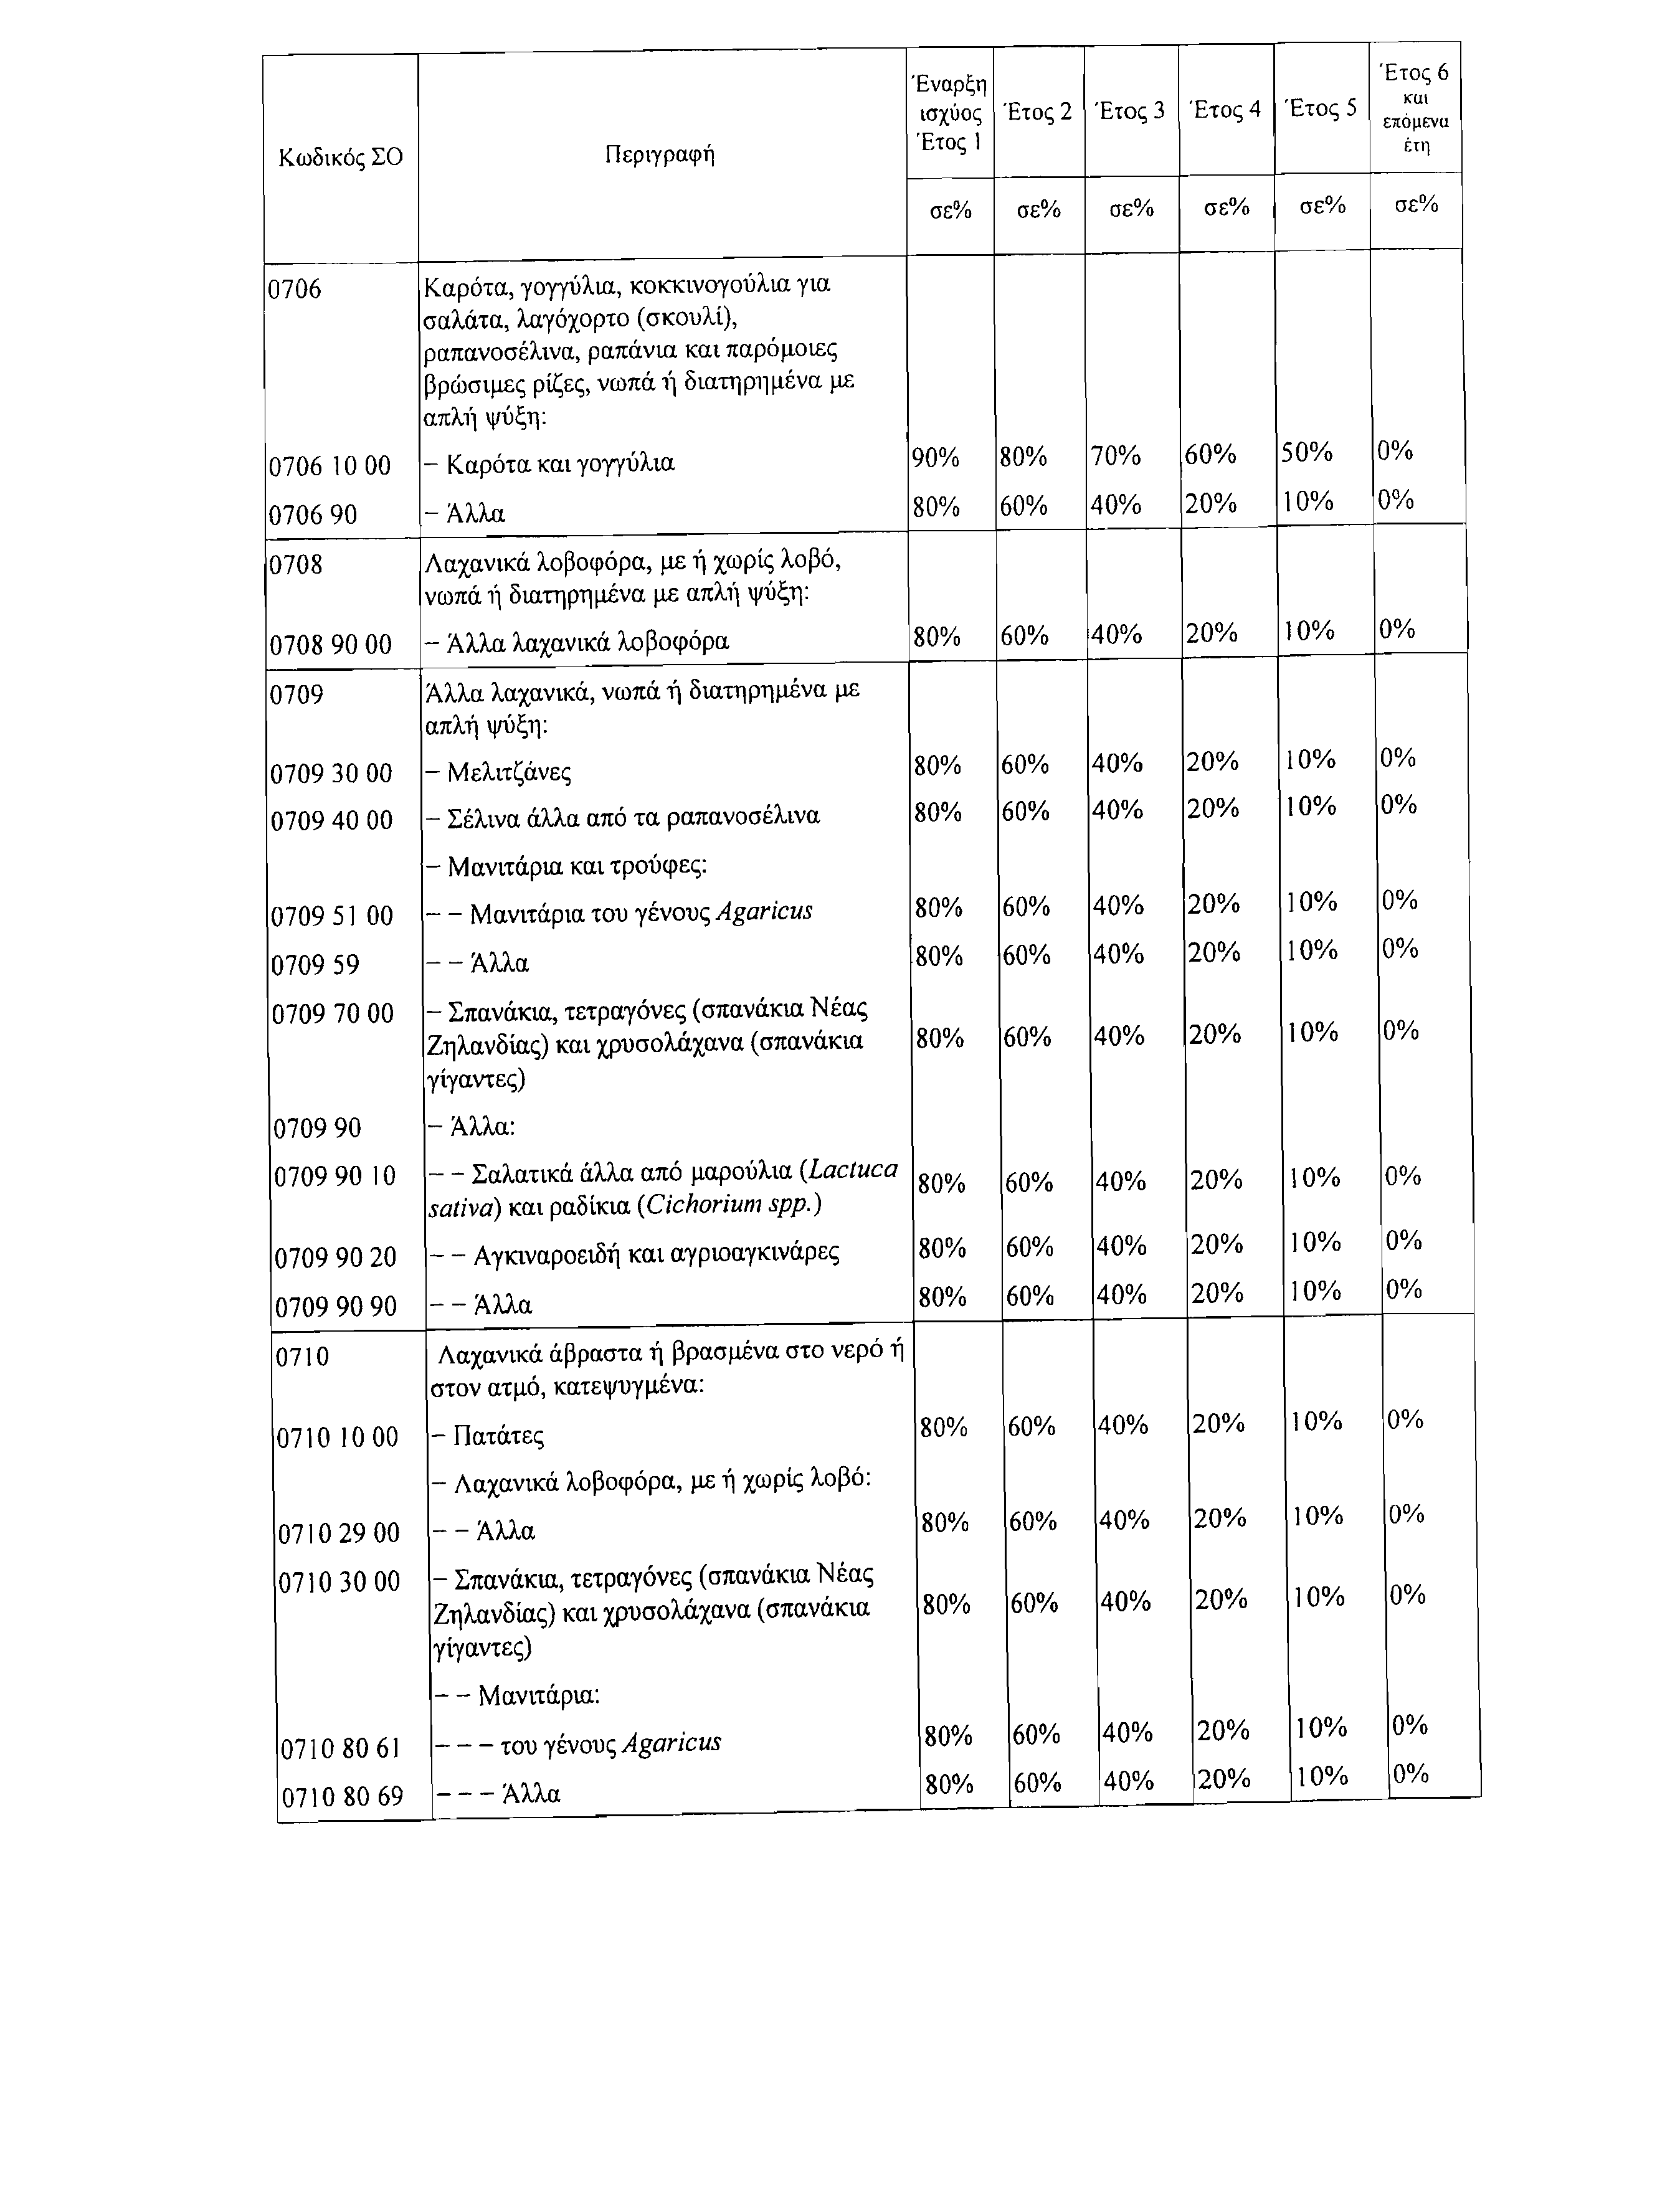 Κωδικός ΣΟ Περιγραφή Έναρξη ισχύος Έτος 1 Έτος 2 Έτος 3 Έτος 4 Έτος 5 Έτος 6 και επόμενα έτη
σε% σε% σε% σε% σε% σε%
0706 Καρότα, γογγύλια, κοκκινογούλια για
σαλάτα, λαγόχορτο (σκουλί),
ραπανοσέλινα, ραπάνια και παρόμοιες
βρώσιμες ρίζες, νωπά ή διατηρημένα με
απλή ψύξη:
0706 10 00 – Καρότα και γογγύλια 90% 80% 70% 60% 50% 0%
0706 90 – Άλλα 80% 60% 40% 20% 10% 0%
0708 Λαχανικά λοβοφόρα, με ή χωρίς λοβό,
νωπά ή διατηρημένα με απλή ψύξη:
0708 90 00 – Άλλα λαχανικά λοβοφόρα 80% 60% 40% 20% 10% 0%
0709 Άλλα λαχανικά, νωπά ή διατηρημένα με
απλή ψύξη:
0709 30 00 – Μελιτζάνες 80% 60% 40% 20% 10% 0%
0709 40 00 – Σέλινα άλλα από τα ραπανοσέλινα 80% 60% 40% 20% 10% 0%
– Μανιτάρια και τρούφες:
0709 51 00 – – Μανιτάρια του γένους Agaricus 80% 60% 40% 20% 10% 0%
0709 59 – – Άλλα 80% 60% 40% 20% 10% 0%
0709 70 00 – Σπανάκια, τετραγόνες (σπανάκια Νέας
Ζηλανδίας) και χρυσολάχανα (σπανάκια 80% 60% 40% 20% 10% 0%
γίγαντες)
0709 90 – Άλλα:
0709 90 10 – – Σαλατικά άλλα από μαρούλια (Lactuca 80% 60% 40% 20% 10% 0%
sativa) και ραδίκια (Cichorium spp.)
0709 90 20 – – Αγκιναροειδή και αγριοαγκινάρες 80% 60% 40% 20% 10% 0%
0709 90 90 – – Άλλα 80% 60% 40% 20% 10% 0%
0710 Λαχανικά άβραστα ή βρασμένα στο νερό ή
στον ατμό, κατεψυγμένα:
0710 10 00 – Πατάτες 80% 60% 40% 20% 10% 0%
– Λαχανικά λοβοφόρα, με ή χωρίς λοβό:
0710 29 00 – – Άλλα 80% 60% 40% 20% 10% 0%
0710 30 00 – Σπανάκια, τετραγόνες (σπανάκια Νέας
Ζηλανδίας) και χρυσολάχανα (σπανάκια 80% 60% 40% 20% 10% 0%
γίγαντες)
– – Μανιτάρια:
0710 80 61 – – – του γένους Agaricus 80% 60% 40% 20% 10% 0%
0710 80 69 – – – Άλλα 80% 60% 40% 20% 10% 0%